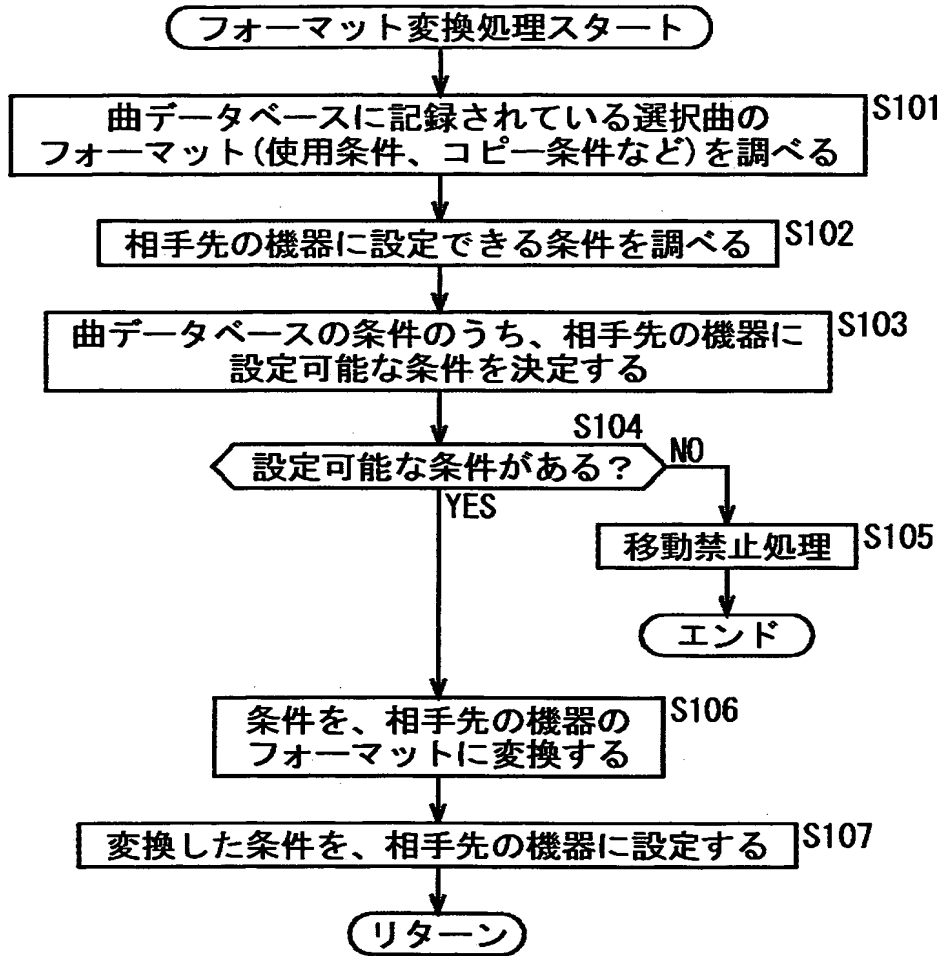 フォーマット変換処理スタート
曲データベースに記録されている選択曲の
フォーマット(使用条件、コピー条件など)を調べる
S101
相手先の機器に設定できる条件を調べる
S102
曲データベースの条件のうち、相手先の機器に
設定可能な条件を決定する
S103
S104
設定可能な条件がある?
NO
YES
移動禁止処理
S105
エンド
条件を、相手先の機器の
フォーマットに変換する
S106
変換した条件を、相手先の機器に設定する
S107
リターン